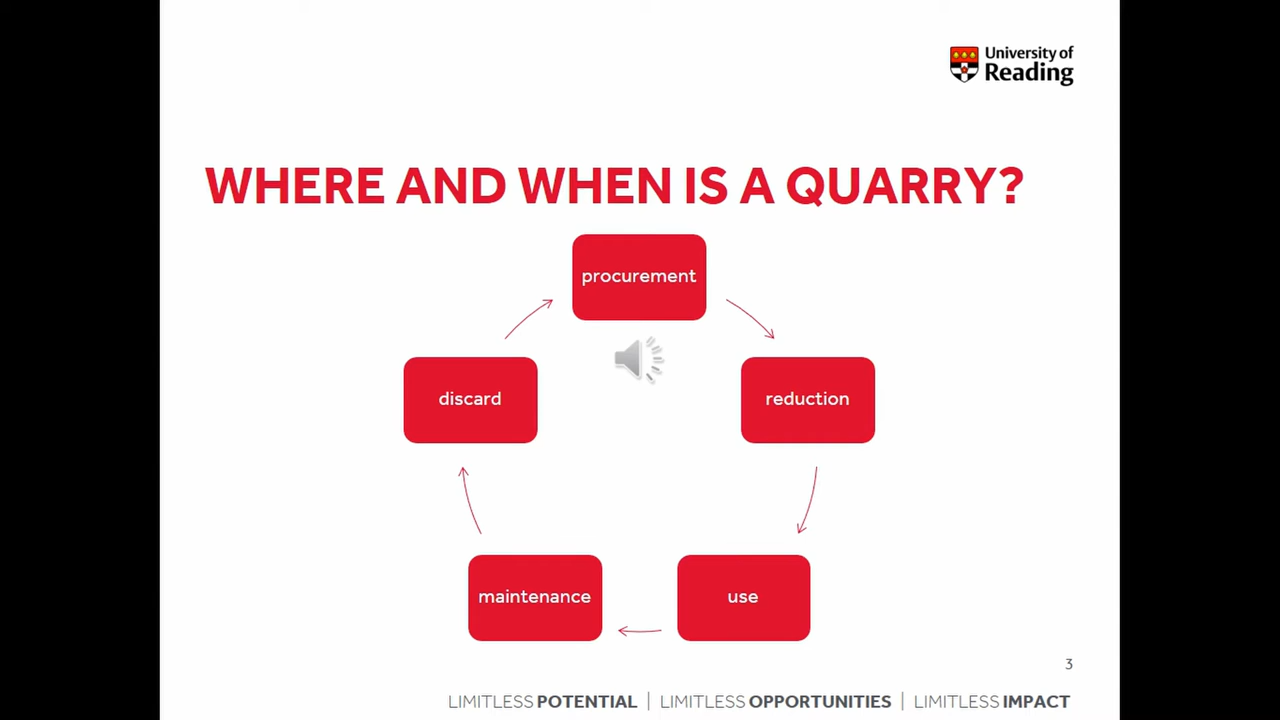 University of
Reading
WHERE AND WHEN IS A QUARRY?
procurement
discard
reduction
maintenance
use
3
LIMITLESS POTENTIAL | LIMITLESS OPPORTUNITIES | LIMITLESS IMPACT